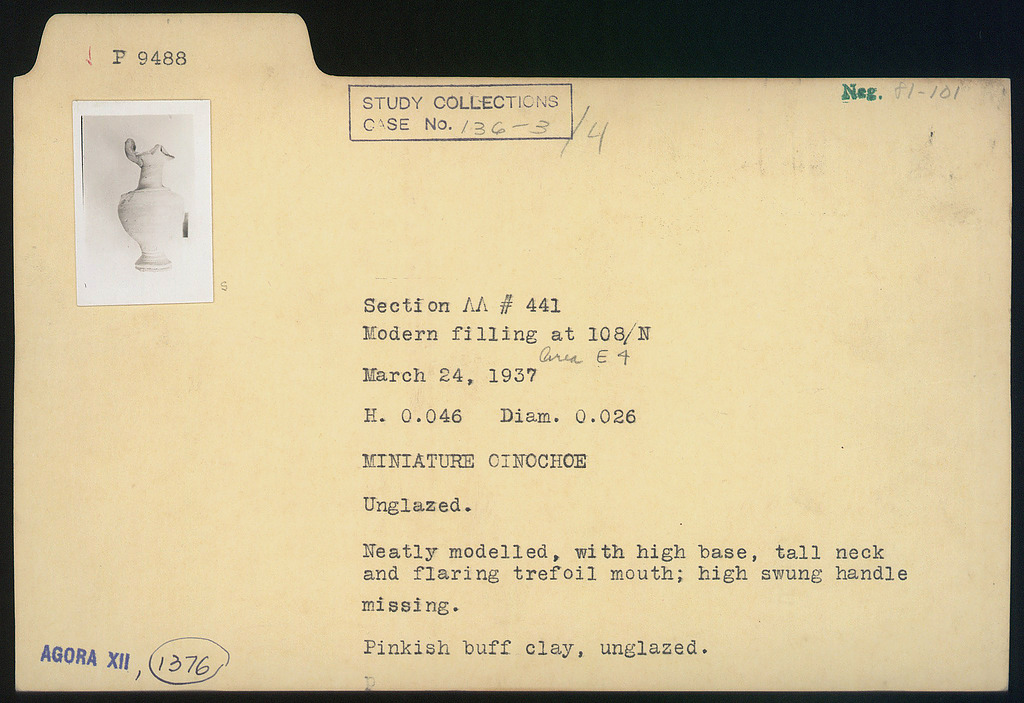 P 9488
STUDY COLLECTIONS
CASE No. 136-3/4
Neg. 81-101
S
Section ΛΛ # 441
Modern filling at 108/N
Area E 4
March 24, 1937
H. 0.046 Diam. 0.026
MINIATURE OINOCHOE
Unglazed.
Neatly modelled, with high base, tall neck
and flaring trefoil mouth; high swung handle
missing.
Pinkish buff clay, unglazed.
AGORA XII, 1376
p